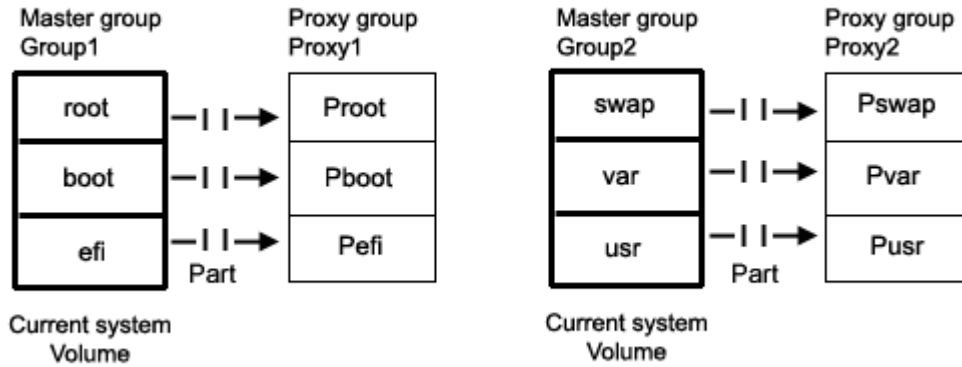 Master group
Group1
Proxy group
Proxy1
root
Proot
boot
Pboot
efi
Pefi
Part
Current system
Volume
Master group
Group2
Proxy group
Proxy2
swap
Pswap
var
Pvar
usr
Pusr
Part
Current system
Volume